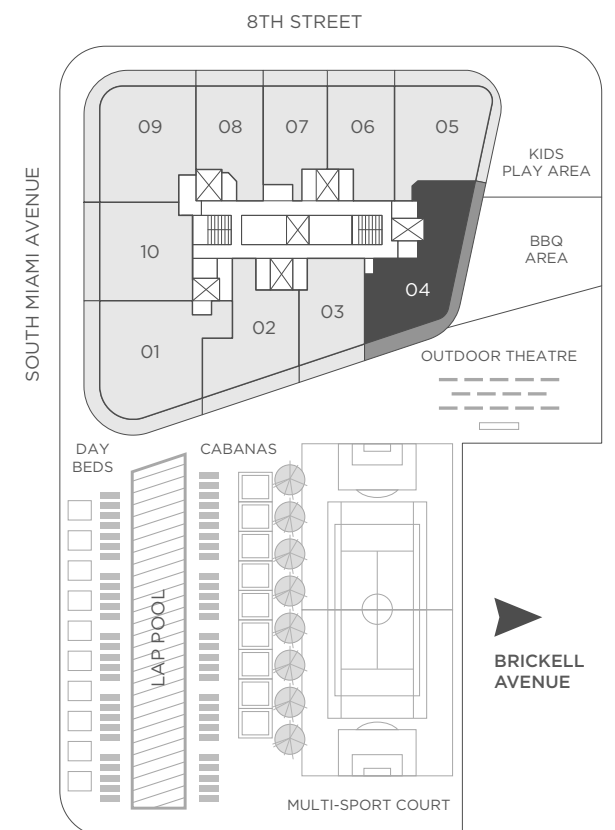 8TH STREET
SOUTH MIAMI AVENUE
09
08
07
06
05
KIDS
PLAY AREA
10
BBQ
AREA
04
01
02
03
OUTDOOR THEATRE
DAY
BEDS
CABANAS
LAP POOL
BRICKELL
AVENUE
MULTI-SPORT COURT